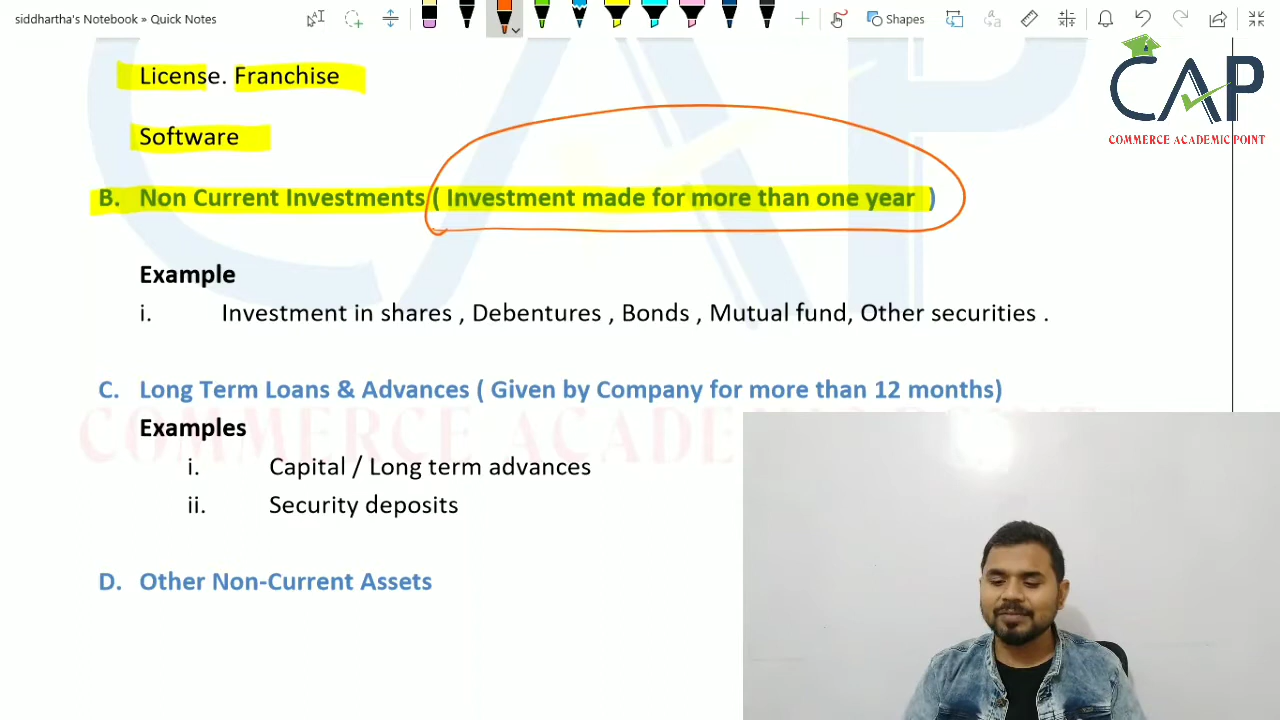 siddhartha's Notebook » Quick Notes
Shapes
License. Franchise
CAP
COMMERCE ACADEMIC POINT
Software
B. Non Current Investments ( Investment made for more than one year )
Example
i. Investment in shares , Debentures , Bonds , Mutual fund, Other securities .
C. Long Term Loans & Advances ( Given by Company for more than 12 months)
Examples
i. Capital / Long term advances
ii. Security deposits
D. Other Non-Current Assets